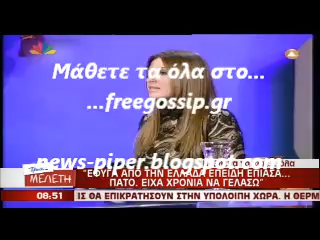 Μάθετε τα όλα στο...
...freegossip.gr
news-piper.blogspot.com
ΜΕΛΕΤΗ
"ΕΦΥΓΑ ΑΠΟ ΤΗΝ ΕΛΛΑΔΑ ΕΠΕΙΔΗ ΕΠΙΑΣΑ...
ΠΑΤΟ. ΕΙΧΑ ΧΡΟΝΙΑ ΝΑ ΓΕΛΑΣΩ"
08:51 ΙΣ ΘΑ ΕΠΙΚΡΑΤΗΣΟΥΝ ΣΤΗΝ ΥΠΟΛΟΙΠΗ ΧΩΡΑ. Η ΘΕΡΜ